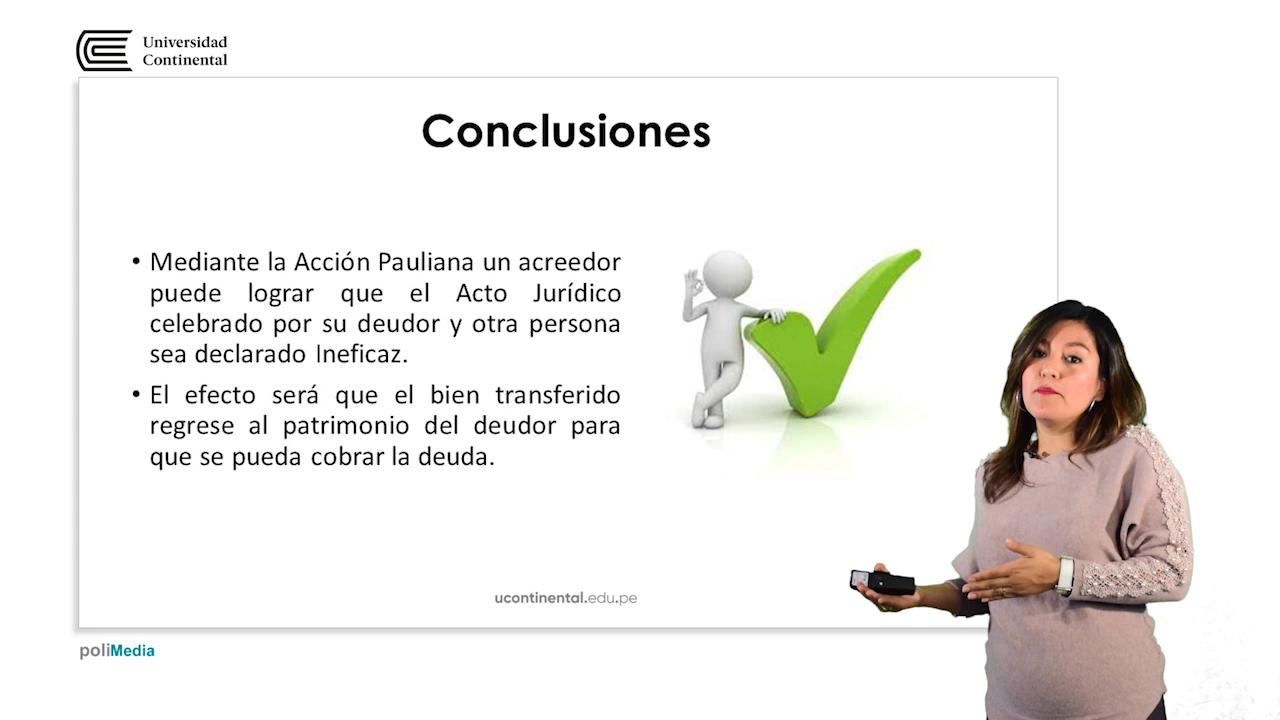 Universidad
Continental
Conclusiones
• Mediante la Acción Pauliana un acreedor
puede lograr que el Acto Jurídico
celebrado por su deudor y otra persona
sea declarado Ineficaz.
• El efecto será que el bien transferido
regrese al patrimonio del deudor para
que se pueda cobrar la deuda.
ucontinental.edu.pe
poliMedia